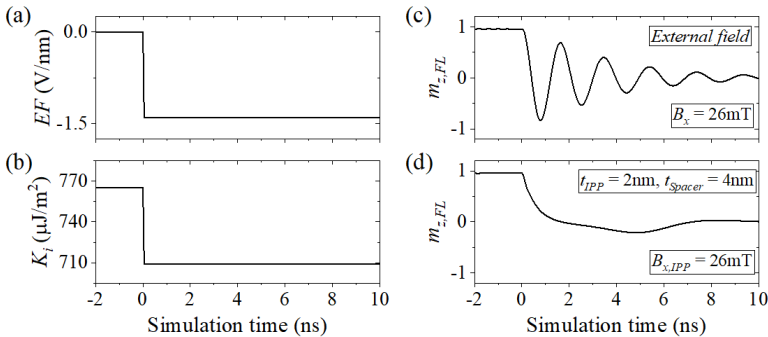 (a)
0.0
-1.5
EF (V/nm)
(b)
770
740
710
K_i (μJ/m²)
-2 0 2 4 6 8 10
Simulation time (ns)
(c)
External field
1
0
-1
m_z,FL
B_x = 26mT
(d)
t_IPP = 2nm, t_Spacer = 4nm
1
0
-1
m_z,FL
B_x,IPP = 26mT
-2 0 2 4 6 8 10
Simulation time (ns)